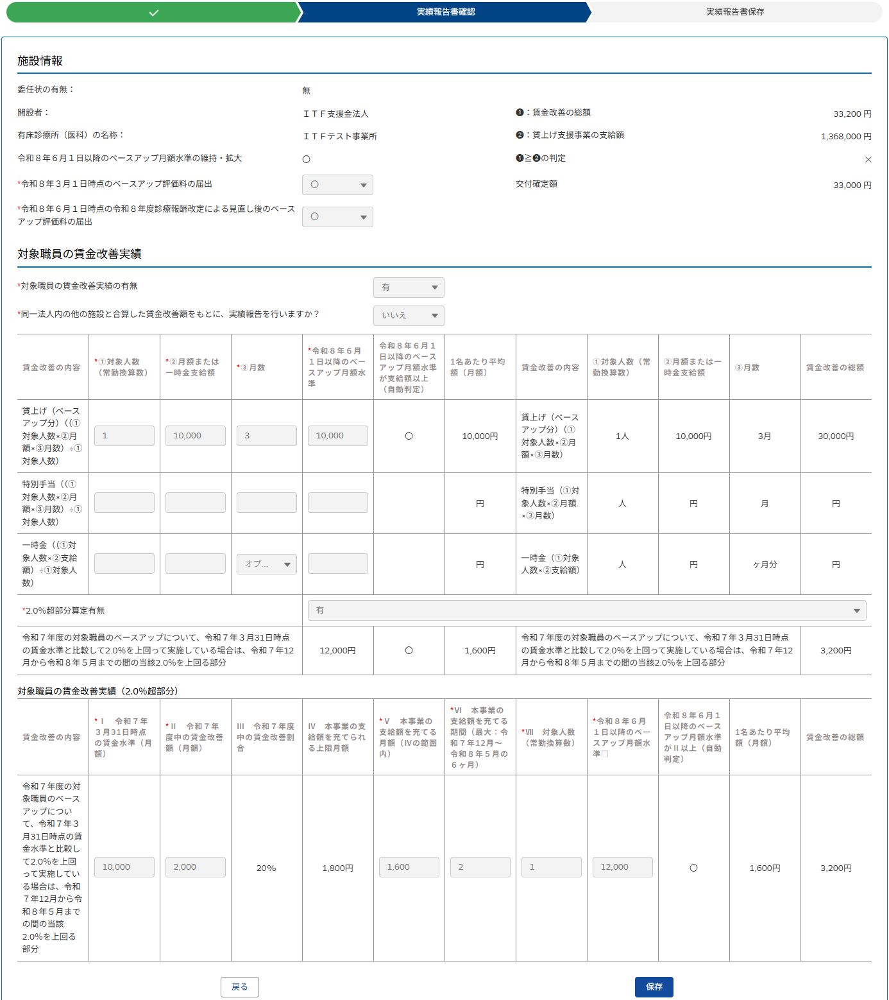 実績報告書確認
実績報告書保存
施設情報
委任状の有無：
無
開設者：
ＩＴＦ支援金法人
❶：賃金改善の総額
33,200 円
有床診療所（医科）の名称：
ＩＴＦテスト事業所
❷：賃上げ支援事業の支給額
1,368,000 円
令和８年６月１日以降のベースアップ月額水準の維持・拡大
〇
❶≧❷の判定
×
*令和８年３月１日時点のベースアップ評価料の届出
〇
交付確定額
33,000 円
*令和８年６月１日時点の令和８年度診療報酬改定による見直し後のベース
アップ評価料の届出
〇
対象職員の賃金改善実績
*対象職員の賃金改善実績の有無
有
*同一法人内の他の施設と合算した賃金改善額をもとに、実績報告を行いますか？
いいえ
賃金改善の内容
*①対象人数
（常勤換算数）
*②月額または
一時金支給額
*③月数
*令和８年６月
１日以降のベー
スアップ月額水
準
令和８年６月１
日以降のベース
アップ月額水準
が支給額以上
（自動判定）
1名あたり平均
額（月額）
賃金改善の内容
①対象人数（常
勤換算数）
②月額または一
時金支給額
③月数
賃金改善の総額
賃上げ（ベース
アップ分）（（①
対象人数×②月
額×③月数）÷①
対象人数）
1
10,000
3
10,000
〇
10,000円
賃上げ（ベース
アップ分）（①
対象人数×②月
額×③月数）
1人
10,000円
3月
30,000円
特別手当（（①
対象人数×②月
額×③月数）÷①
対象人数）
円
特別手当（①対
象人数×②月額
×③月数）
人
円
月
円
一時金（（①対
象人数×②支給
額）÷①対象人
数）
オプ...
円
一時金（①対象
人数×②支給額）
人
円
ヶ月分
円
*2.0%超部分算定有無
有
令和７年度の対象職員のベースアップについて、令和７年３月31日時点
の賃金水準と比較して2.0%を上回って実施している場合は、令和７年12
月から令和８年５月までの間の当該2.0%を上回る部分
12,000円
〇
1,600円
令和７年度の対象職員のベースアップについて、令和７年３月31日時点
の賃金水準と比較して2.0%を上回って実施している場合は、令和７年12
月から令和８年５月までの間の当該2.0%を上回る部分
3,200円
対象職員の賃金改善実績（2.0%超部分）
賃金改善の内容
*Ⅰ　令和７年
３月31日時点
の賃金水準（月
額）
*Ⅱ　令和７年
度中の賃金改善
額（月額）
Ⅲ　令和７年度
中の賃金改善割
合
Ⅳ　本事業の支
給額を充てられ
る上限月額
*Ⅴ　本事業の
支給額を充てる
月額（Ⅳの範囲
内）
*Ⅵ　本事業の
支給額を充てる
期間（最大：令
和７年12月～
令和８年５月の
６ヶ月）
*Ⅶ　対象人数
（常勤換算数）
*令和８年６月
１日以降のベー
スアップ月額水
準□
令和８年６月１
日以降のベース
アップ月額水準
がⅡ以上（自動
判定）
1名あたり平均
額（月額）
賃金改善の総額
令和７年度の対
象職員のベース
アップについ
て、令和７年３
月31日時点の賃
金水準と比較し
て2.0%を上回
って実施してい
る場合は、令和
７年12月から令
和８年５月まで
の間の当該
2.0%を上回る
部分
10,000
2,000
20%
1,800円
1,600
2
1
12,000
〇
1,600円
3,200円
戻る
保存